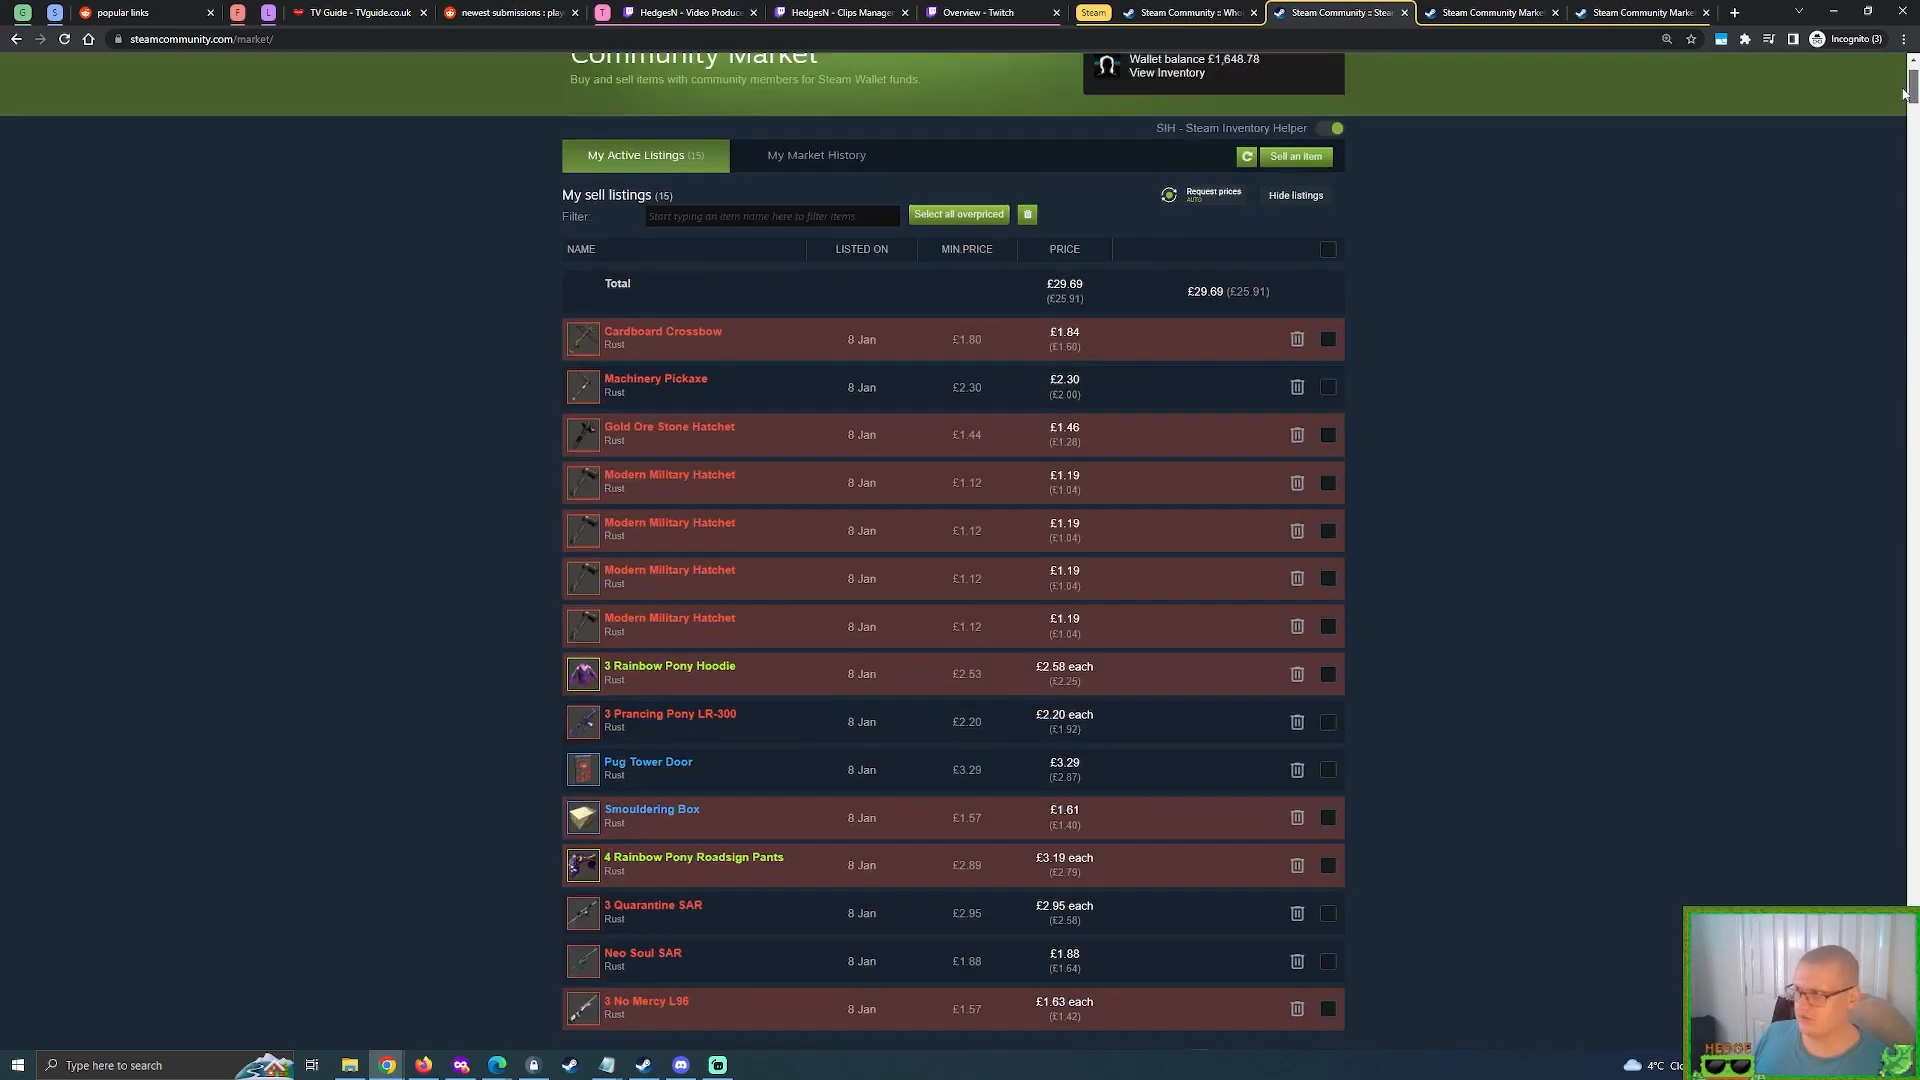 G
S
popular links
F
L
TV Guide - TVguide.co.uk
newest submissions : play
T
HedgesN - Video Produce
HedgesN - Clips Manager
Overview - Twitch
Steam
Steam Community :: Who
Steam Community :: Stea
Steam Community Market
Steam Community Market
steamcommunity.com/market/
Incognito (3)
Community Market
Buy and sell items with community members for Steam Wallet funds.
Wallet balance £1,648.78
View Inventory
SIH - Steam Inventory Helper
My Active Listings (15)
My Market History
Sell an item
My sell listings (15)
Request prices
AUTO
Hide listings
Filter:
Start typing an item name here to filter items
Select all overpriced
NAME
LISTED ON
MIN.PRICE
PRICE
Total
£29.69
(£25.91)
£29.69 (£25.91)
Cardboard Crossbow
Rust
8 Jan
£1.80
£1.84
(£1.60)
Machinery Pickaxe
Rust
8 Jan
£2.30
£2.30
(£2.00)
Gold Ore Stone Hatchet
Rust
8 Jan
£1.44
£1.46
(£1.28)
Modern Military Hatchet
Rust
8 Jan
£1.12
£1.19
(£1.04)
Modern Military Hatchet
Rust
8 Jan
£1.12
£1.19
(£1.04)
Modern Military Hatchet
Rust
8 Jan
£1.12
£1.19
(£1.04)
Modern Military Hatchet
Rust
8 Jan
£1.12
£1.19
(£1.04)
3 Rainbow Pony Hoodie
Rust
8 Jan
£2.53
£2.58 each
(£2.25)
3 Prancing Pony LR-300
Rust
8 Jan
£2.20
£2.20 each
(£1.92)
Pug Tower Door
Rust
8 Jan
£3.29
£3.29
(£2.87)
Smouldering Box
Rust
8 Jan
£1.57
£1.61
(£1.40)
4 Rainbow Pony Roadsign Pants
Rust
8 Jan
£2.89
£3.19 each
(£2.79)
3 Quarantine SAR
Rust
8 Jan
£2.95
£2.95 each
(£2.58)
Neo Soul SAR
Rust
8 Jan
£1.88
£1.88
(£1.64)
3 No Mercy L96
Rust
8 Jan
£1.57
£1.63 each
(£1.42)
HEDGE
Type here to search
4°C Clo